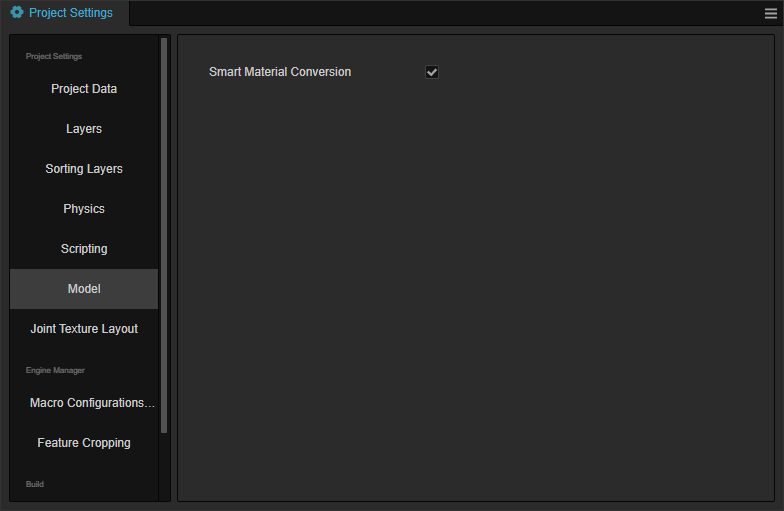 Project Settings
Project Settings
Project Data
Layers
Sorting Layers
Physics
Scripting
Model
Joint Texture Layout
Engine Manager
Macro Configurations...
Feature Cropping
Build
Smart Material Conversion